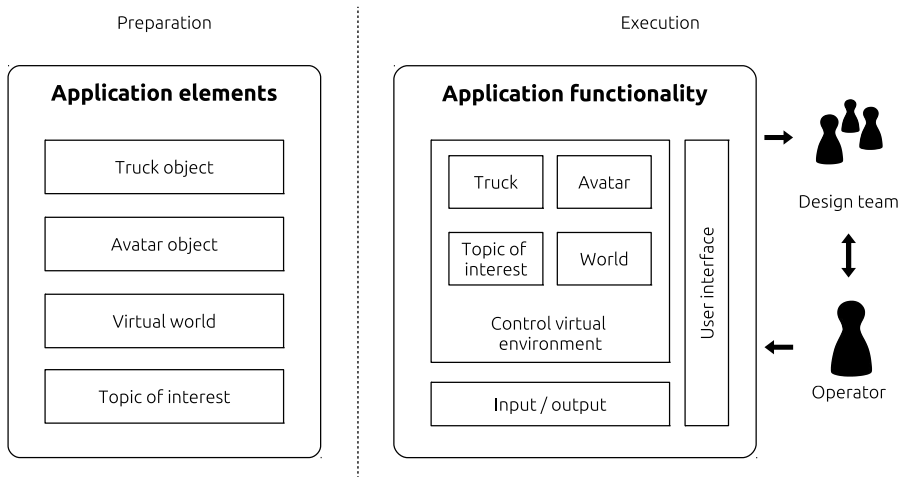 Preparation
Execution
Application elements
Truck object
Avatar object
Virtual world
Topic of interest
Application functionality
Truck
Avatar
Topic of
interest
World
Control virtual
environment
Input / output
User interface
Design team
Operator